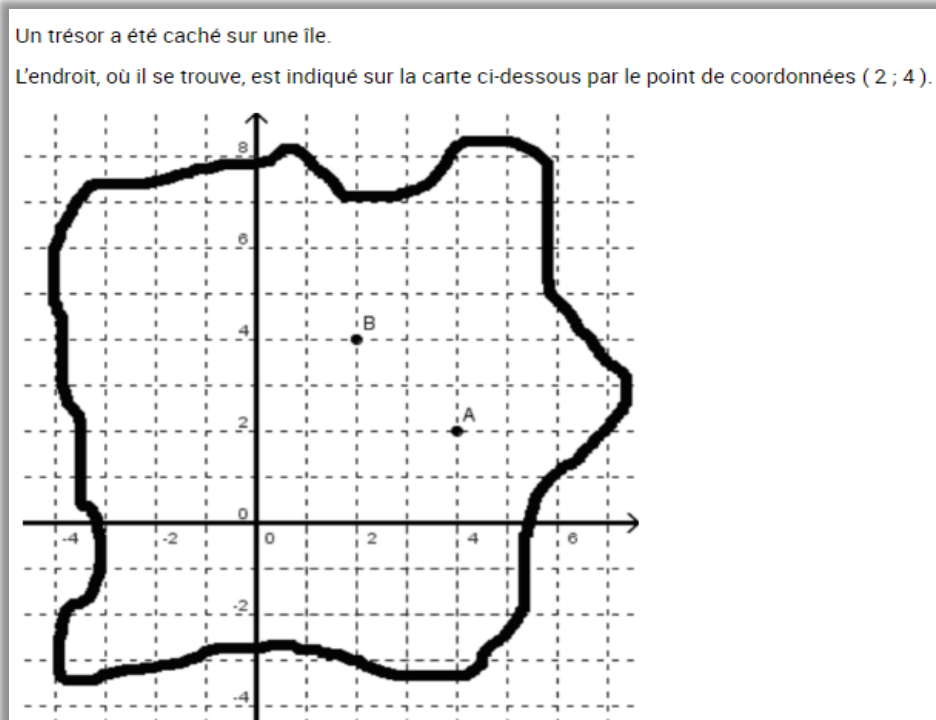 Un trésor a été caché sur une île.
L'endroit, où il se trouve, est indiqué sur la carte ci-dessous par le point de coordonnées ( 2 ; 4 ).
8
6
B
4
A
2
0
-4 -2 0 2 4 6
-2
-4